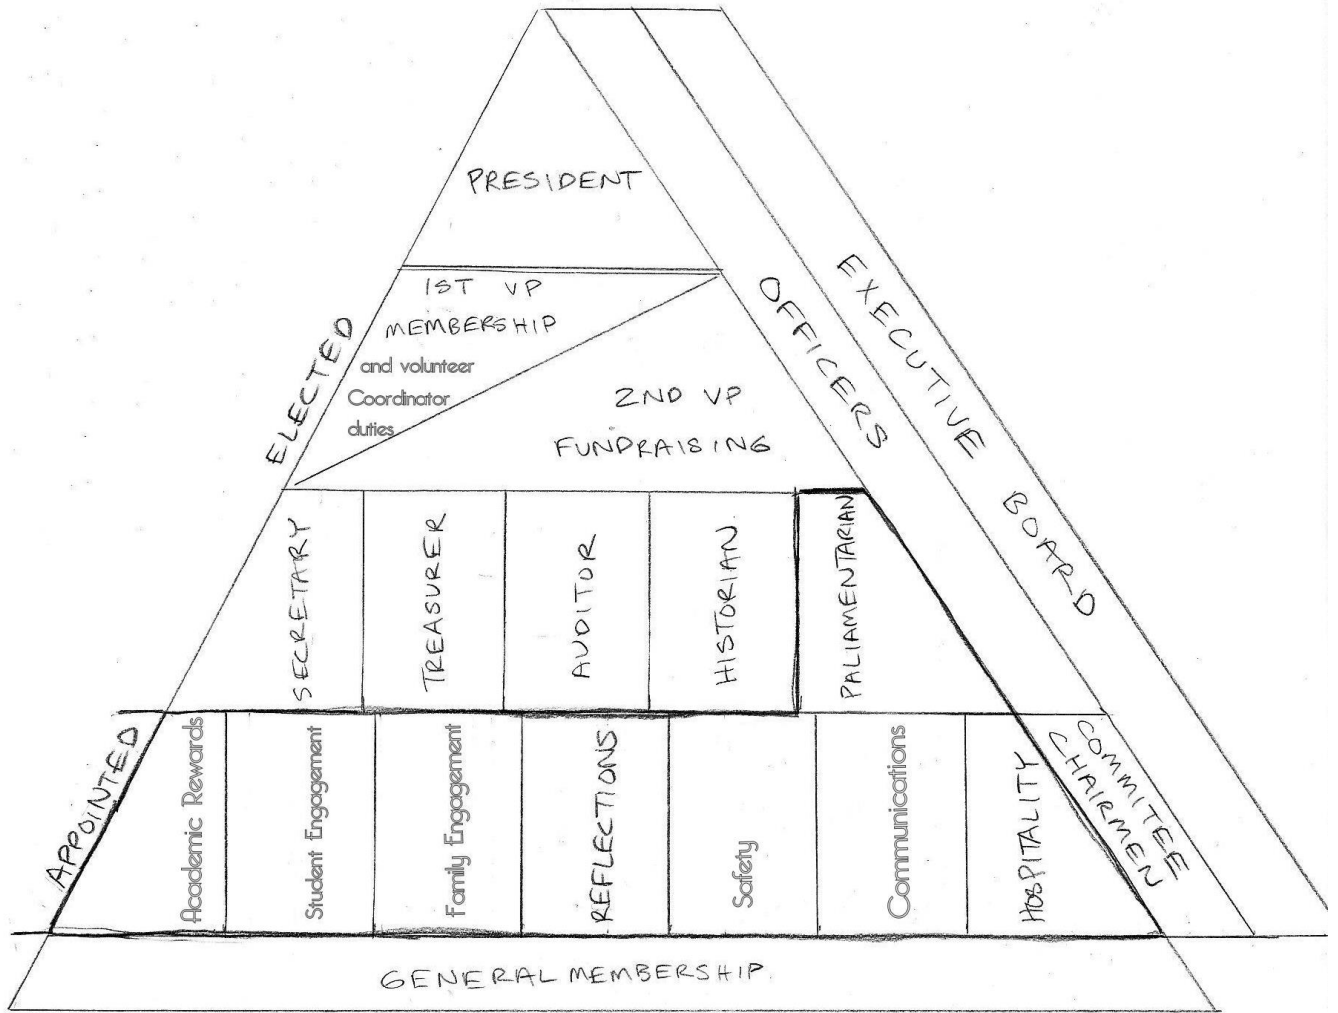 PRESIDENT
ELECTED
1ST VP
MEMBERSHIP
and volunteer
Coordinator
duties
2ND VP
FUNDRAISING
OFFICERS
EXECUTIVE BOARD
SECRETARY
TREASURER
AUDITOR
HISTORIAN
PALIAMENTARIAN
APPOINTED
Academic Rewards
Student Engagement
Family Engagement
REFLECTIONS
Safety
Communications
HOSPITALITY
COMMITEE
CHAIRMEN
GENERAL MEMBERSHIP